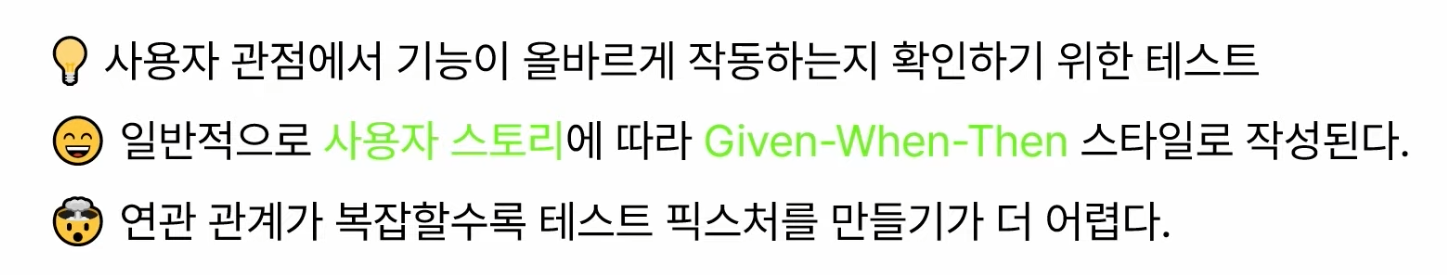 💡 사용자 관점에서 기능이 올바르게 작동하는지 확인하기 위한 테스트
😄 일반적으로 사용자 스토리에 따라 Given-When-Then 스타일로 작성된다.
🤯 연관 관계가 복잡할수록 테스트 픽스처를 만들기가 더 어렵다.